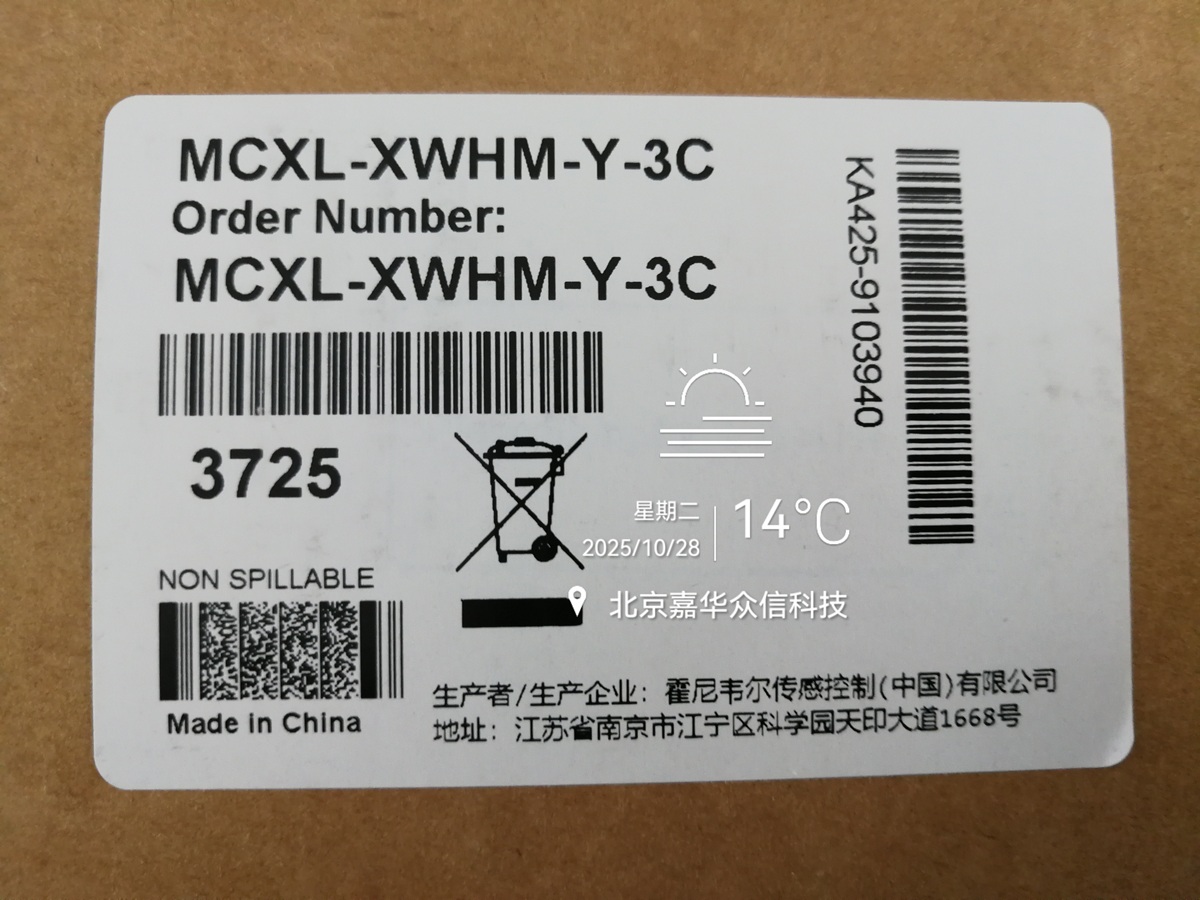 MCXL-XWHM-Y-3C
Order Number:
MCXL-XWHM-Y-3C
KA425-9103940
3725
星期二
2025/10/28
14°C
北京嘉华众信科技
NON SPILLABLE
Made in China
生产者/生产企业：霍尼韦尔传感控制(中国)有限公司
地址：江苏省南京市江宁区科学园天印大道1668号